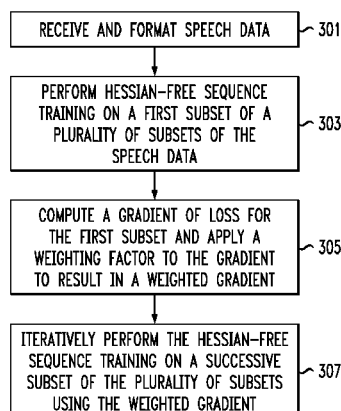 RECEIVE AND FORMAT SPEECH DATA
301
PERFORM HESSIAN-FREE SEQUENCE
TRAINING ON A FIRST SUBSET OF A
PLURALITY OF SUBSETS OF THE
SPEECH DATA
303
COMPUTE A GRADIENT OF LOSS FOR
THE FIRST SUBSET AND APPLY A
WEIGHTING FACTOR TO THE GRADIENT
TO RESULT IN A WEIGHTED GRADIENT
305
ITERATIVELY PERFORM THE HESSIAN-FREE
SEQUENCE TRAINING ON A SUCCESSIVE
SUBSET OF THE PLURALITY OF SUBSETS
USING THE WEIGHTED GRADIENT
307